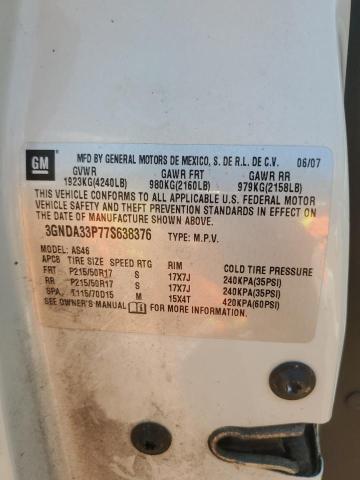 GM
MFD BY GENERAL MOTORS DE MEXICO, S. DE R.L. DE C.V. 06/07
GVWR GAWR FRT GAWR RR
1923KG(4240LB) 980KG(2160LB) 979KG(2158LB)
THIS VEHICLE CONFORMS TO ALL APPLICABLE U.S. FEDERAL MOTOR
VEHICLE SAFETY AND THEFT PREVENTION STANDARDS IN EFFECT
ON THE DATE OF MANUFACTURE SHOWN ABOVE.
3GNDA33P77S638376 TYPE: M.P.V.
MODEL: AS46
APCB TIRE SIZE SPEED RTG RIM COLD TIRE PRESSURE
FRT P215/50R17 S 17X7J 240KPA(35PSI)
RR P215/50R17 S 17X7J 240KPA(35PSI)
SPA T115/70D15 M 15X4T 420KPA(60PSI)
SEE OWNER'S MANUAL FOR MORE INFORMATION.